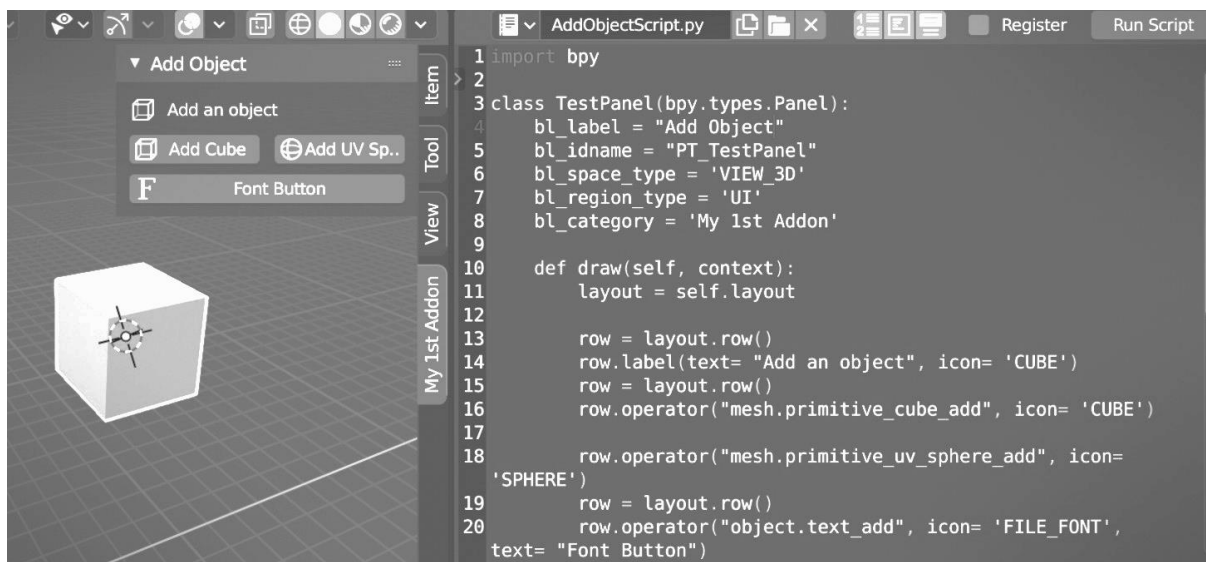 AddObjectScript.py
Register
Run Script
Add Object
Add an object
Add Cube
Add UV Sp..
F Font Button
Item
Tool
View
My 1st Addon
1 import bpy
2
3 class TestPanel(bpy.types.Panel):
4     bl_label = "Add Object"
5     bl_idname = "PT_TestPanel"
6     bl_space_type = 'VIEW_3D'
7     bl_region_type = 'UI'
8     bl_category = 'My 1st Addon'
9
10     def draw(self, context):
11         layout = self.layout
12
13         row = layout.row()
14         row.label(text= "Add an object", icon= 'CUBE')
15         row = layout.row()
16         row.operator("mesh.primitive_cube_add", icon= 'CUBE')
17
18         row.operator("mesh.primitive_uv_sphere_add", icon=
'SPHERE')
19         row = layout.row()
20         row.operator("object.text_add", icon= 'FILE_FONT',
text= "Font Button")